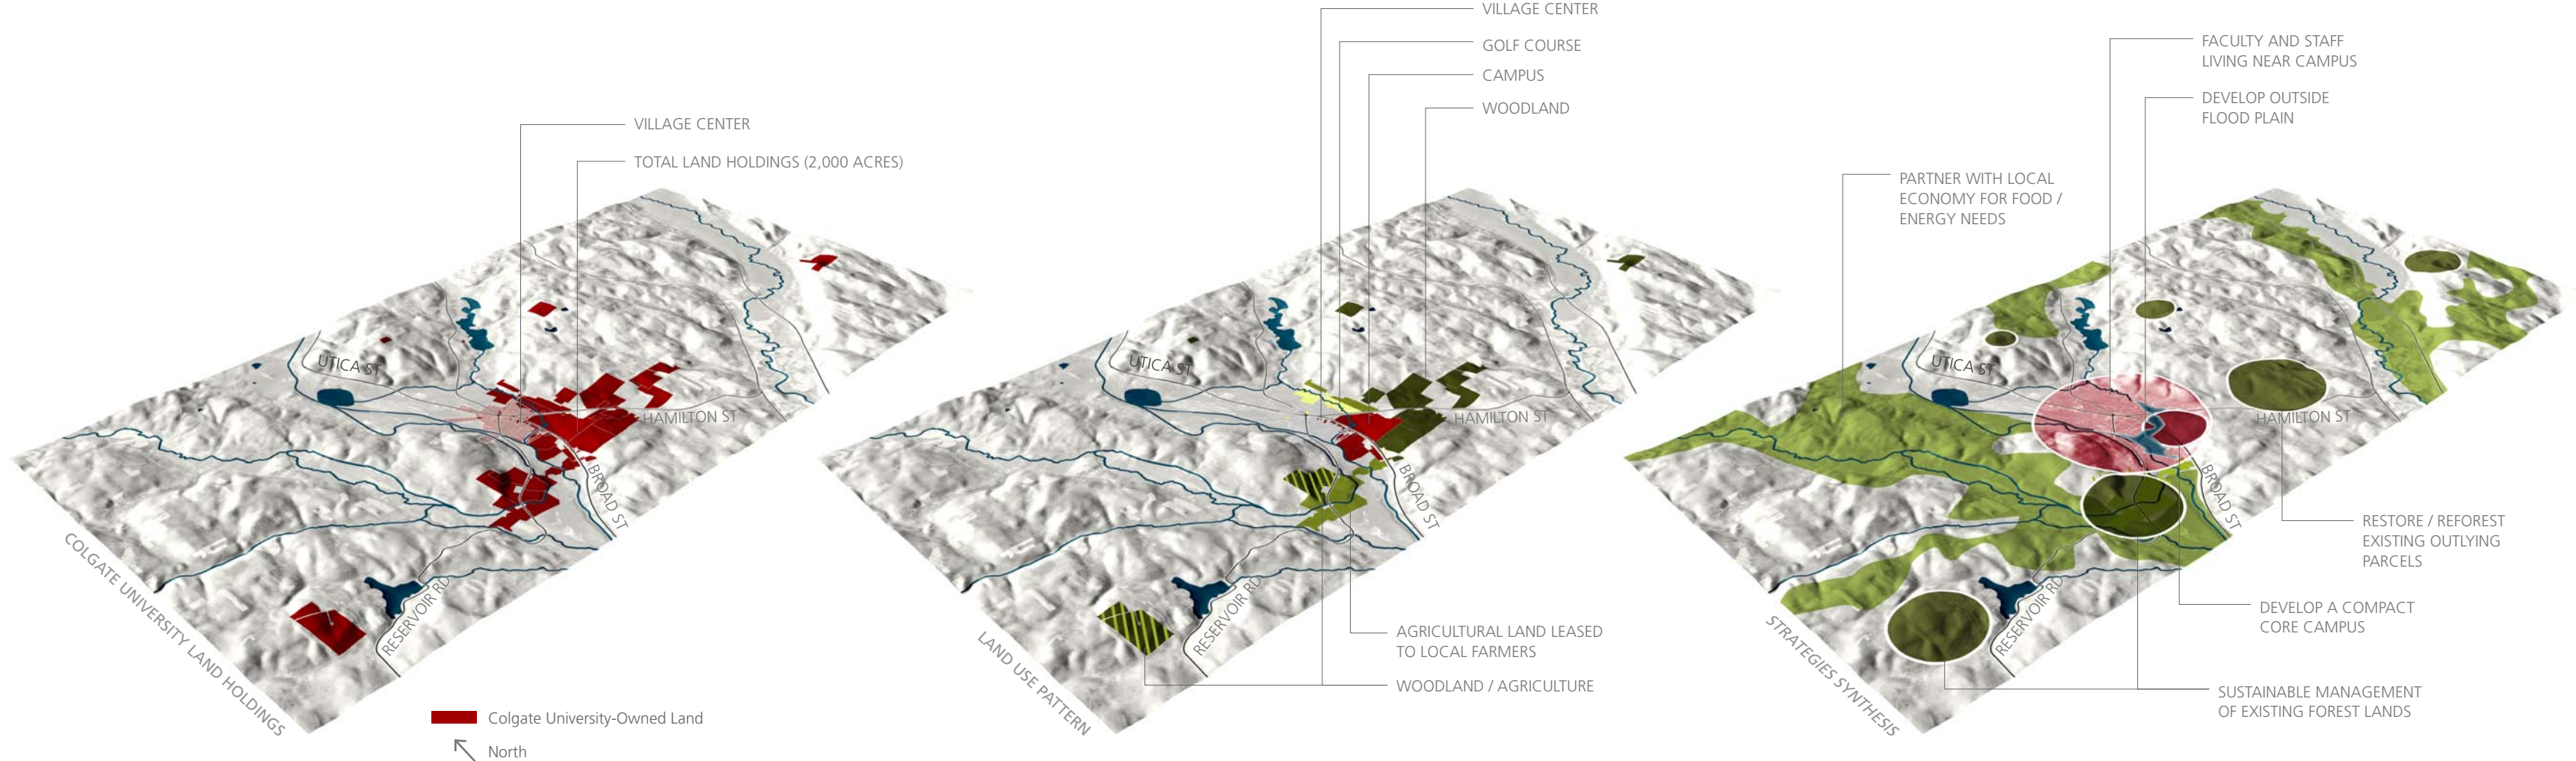 VILLAGE CENTER
TOTAL LAND HOLDINGS (2,000 ACRES)
UTICA ST
HAMILTON ST
BROAD ST
RESERVOIR RD
COLGATE UNIVERSITY LAND HOLDINGS
Colgate University-Owned Land
North
VILLAGE CENTER
GOLF COURSE
CAMPUS
WOODLAND
UTICA ST
HAMILTON ST
BROAD ST
RESERVOIR RD
AGRICULTURAL LAND LEASED
TO LOCAL FARMERS
WOODLAND / AGRICULTURE
LAND USE PATTERN
FACULTY AND STAFF
LIVING NEAR CAMPUS
DEVELOP OUTSIDE
FLOOD PLAIN
PARTNER WITH LOCAL
ECONOMY FOR FOOD /
ENERGY NEEDS
UTICA ST
HAMILTON ST
BROAD ST
RESERVOIR RD
RESTORE / REFOREST
EXISTING OUTLYING
PARCELS
DEVELOP A COMPACT
CORE CAMPUS
SUSTAINABLE MANAGEMENT
OF EXISTING FOREST LANDS
STRATEGIES SYNTHESIS